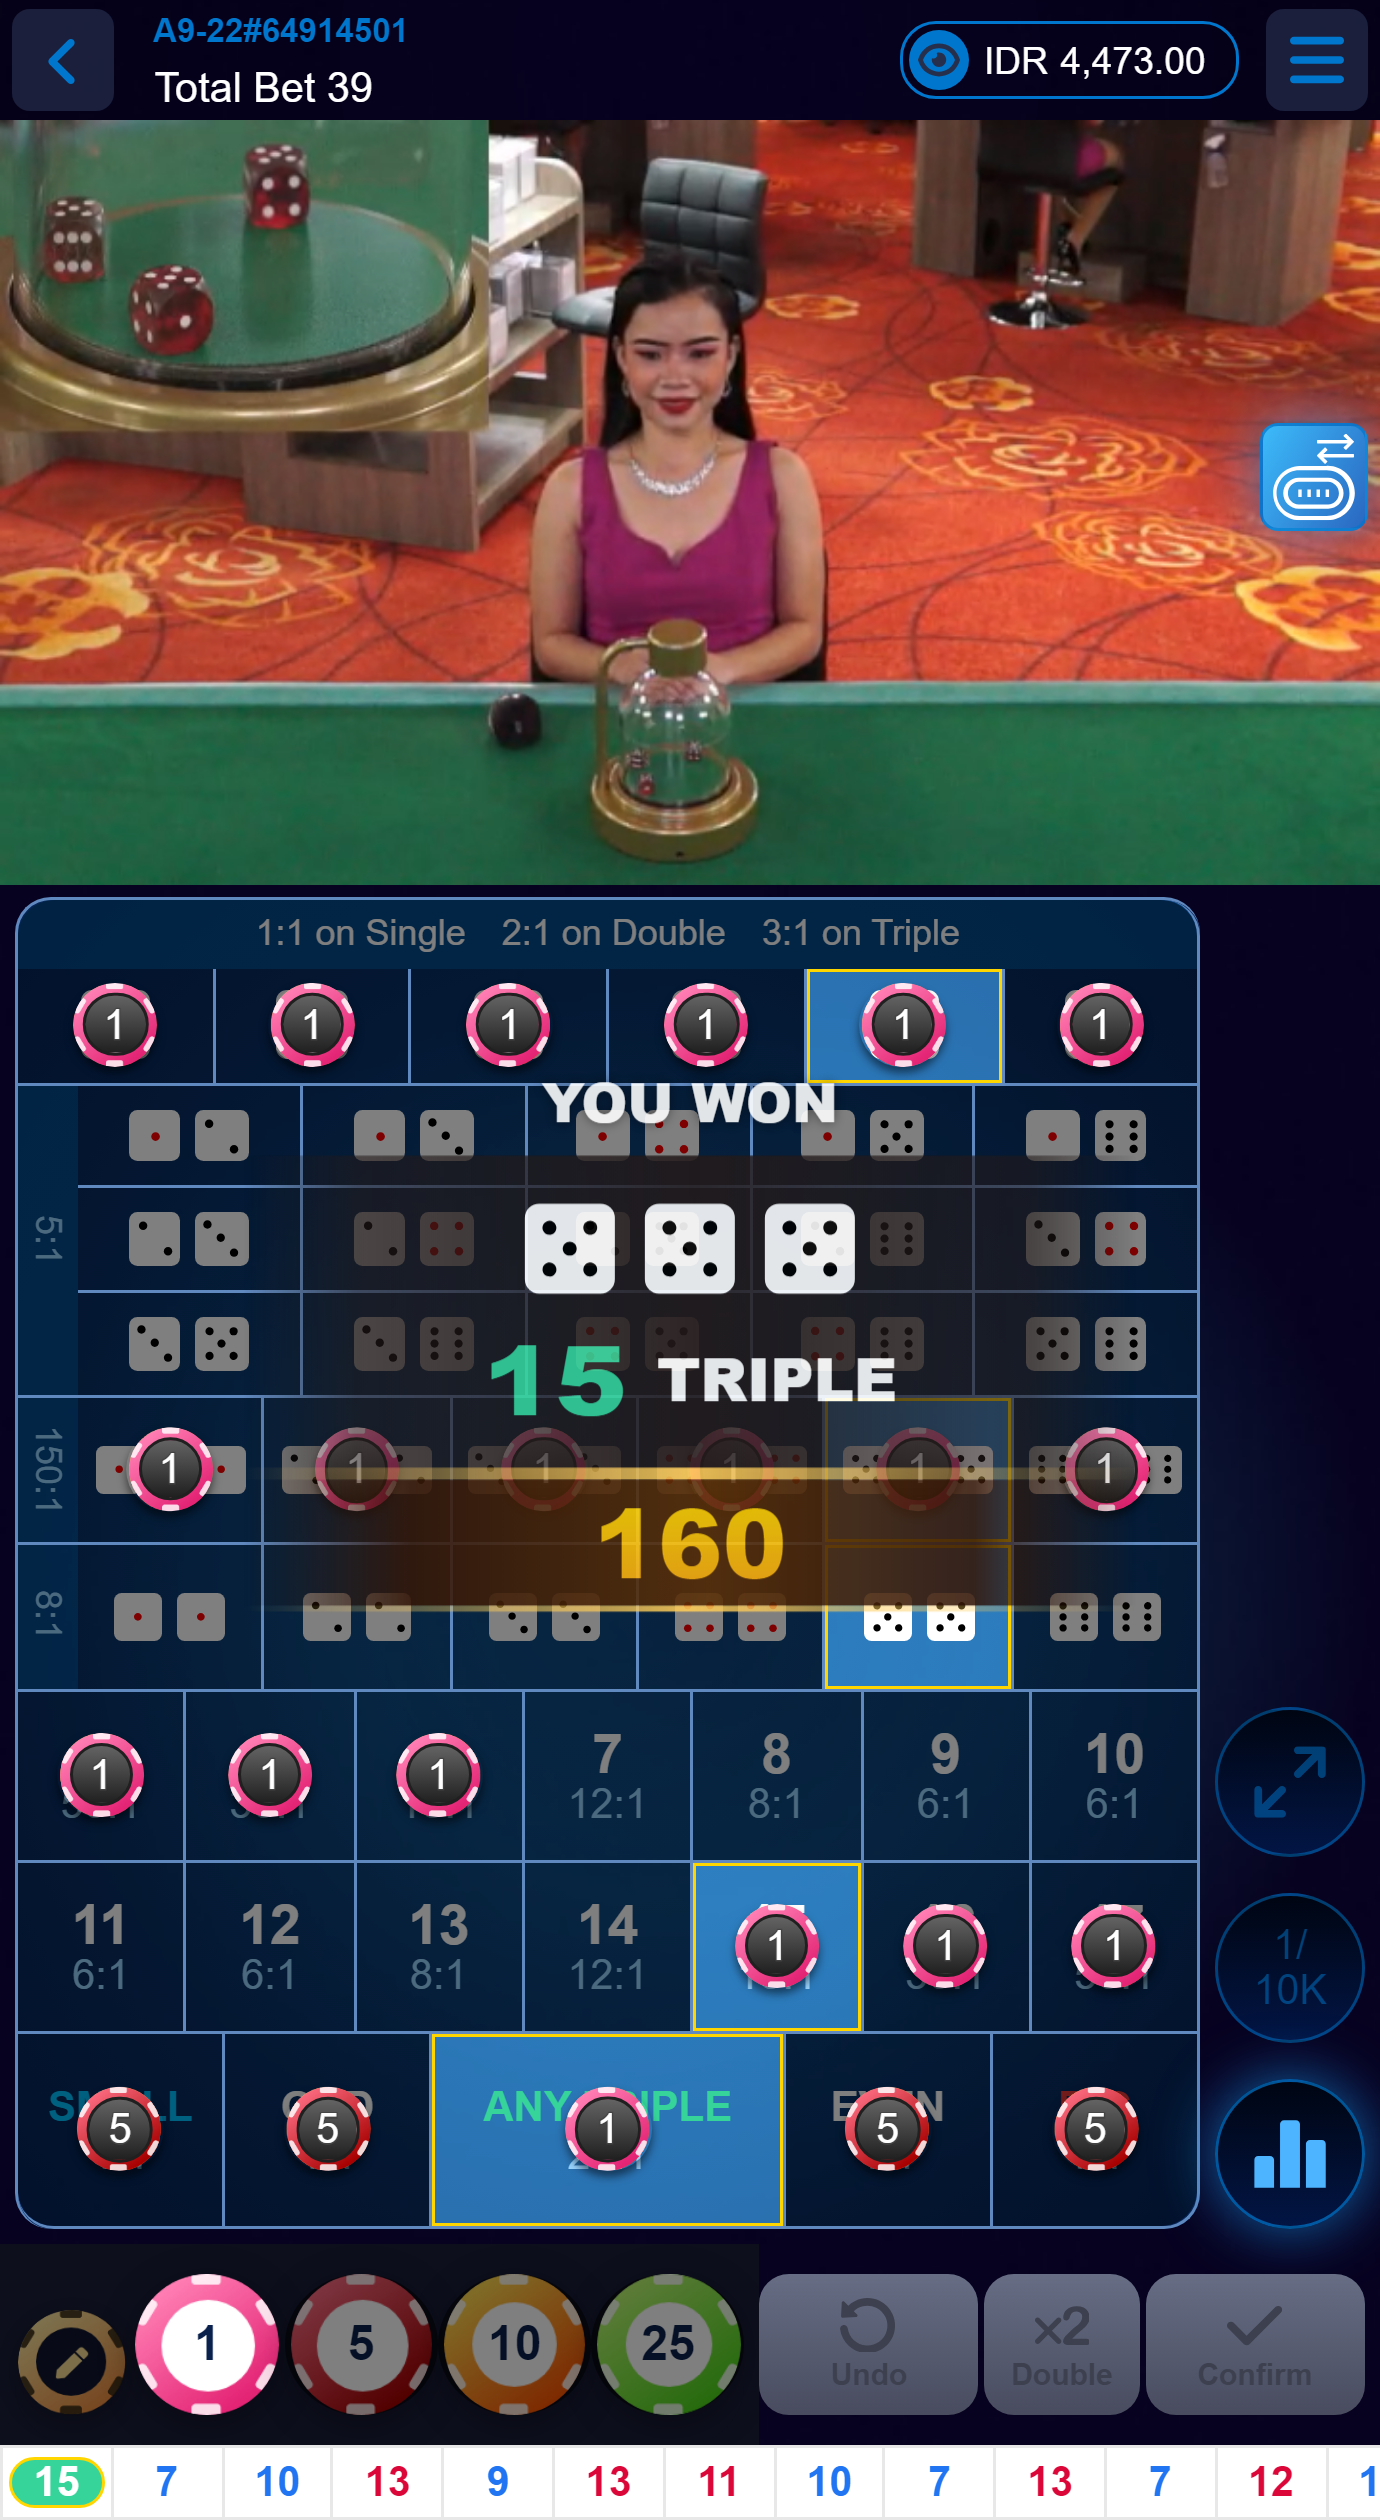 A9-22#64914501
Total Bet 39
IDR 4,473.00
1:1 on Single 2:1 on Double 3:1 on Triple
1 1 1 1 1 1
YOU WON
5:1
15 TRIPLE
150:1
1 1 1 1 1 1
160
8:1
1 1 1 7 8 9 10
12:1 8:1 6:1 6:1
11 12 13 14 1 1 1
6:1 6:1 8:1 12:1
1/
10K
ANY
5 5 1 5 5
1 5 10 25
Undo
x2
Double
Confirm
15 7 10 13 9 13 11 10 7 13 7 12